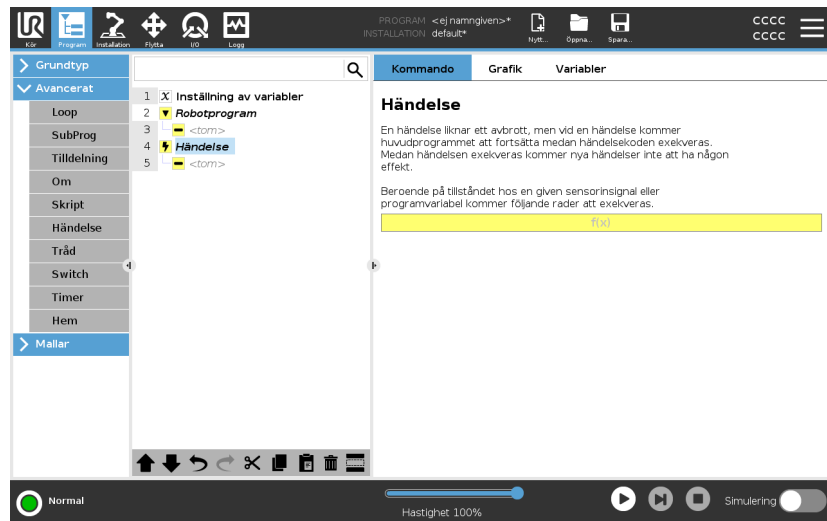 UR
PROGRAM <ej namngiven>*
INSTALLATION default*
CCCC
CCCC
Kör Program Installation Flytta I/O Logg Nytt... Öppna... Spara...
Grundtyp
Avancerat
Loop
SubProg
Tilldelning
Om
Skript
Händelse
Tråd
Switch
Timer
Hem
Mallar
1 X Inställning av variabler
2 Robotprogram
3 <tom>
4 Händelse
5 <tom>
Kommando Grafik Variabler
Händelse
En händelse liknar ett avbrott, men vid en händelse kommer
huvudprogrammet att fortsätta medan händelsekoden exekveras.
Medan händelsen exekveras kommer nya händelser inte att ha någon
effekt.
Beroende på tillståndet hos en given sensorinsignal eller
programvariabel kommer följande rader att exekveras.
f(x)
Normal
Hastighet 100%
Simulering